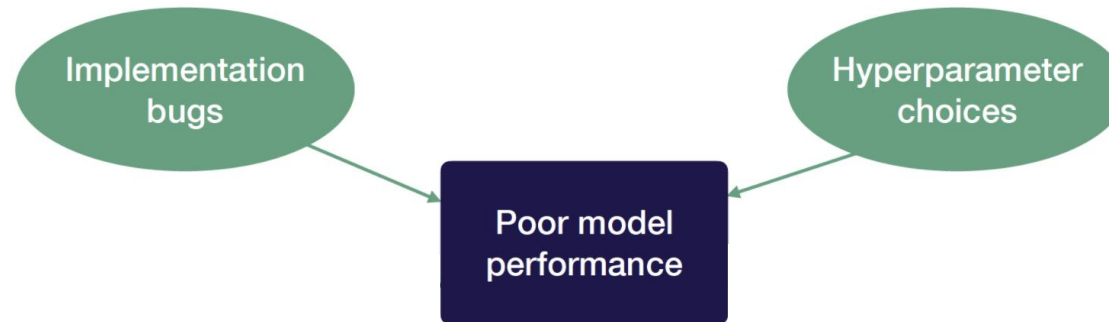 Implementation
bugs
Hyperparameter
choices
Poor model
performance